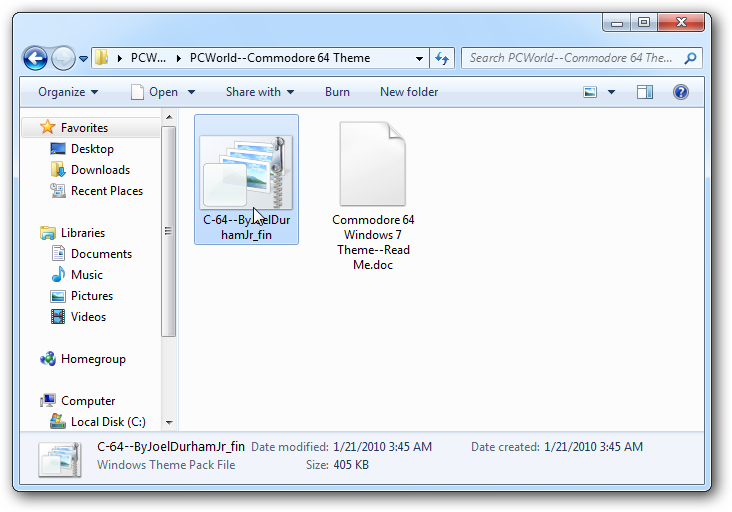 PCW... PCWorld--Commodore 64 Theme Search PCWorld--Commodore 64 The...
Organize Open Share with Burn New folder
Favorites
Desktop
Downloads
Recent Places
Libraries
Documents
Music
Pictures
Videos
Homegroup
Computer
Local Disk (C:)
C-64--ByJoelDur
hamJr_fin
Commodore 64
Windows 7
Theme--Read
Me.doc
C-64--ByJoelDurhamJr_fin Date modified: 1/21/2010 3:45 AM Date created: 1/21/2010 3:45 AM
Windows Theme Pack File Size: 405 KB